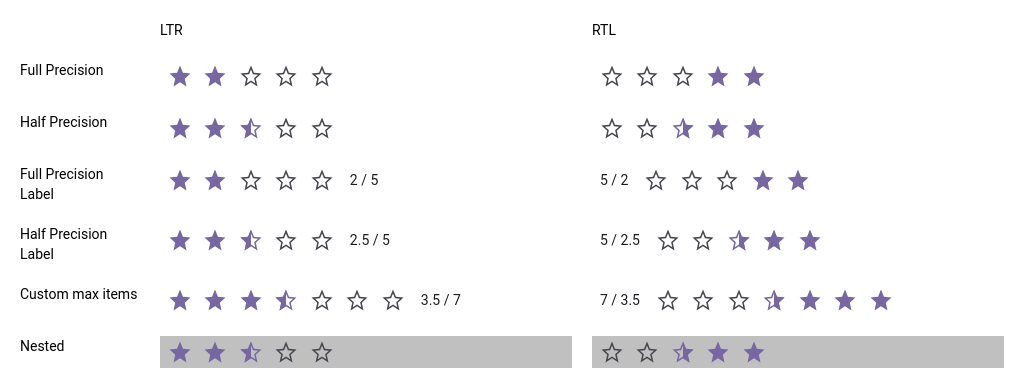 LTR RTL
Full Precision
Half Precision
Full Precision
Label
2 / 5 5 / 2
Half Precision
Label
2.5 / 5 5 / 2.5
Custom max items 3.5 / 7 7 / 3.5
Nested